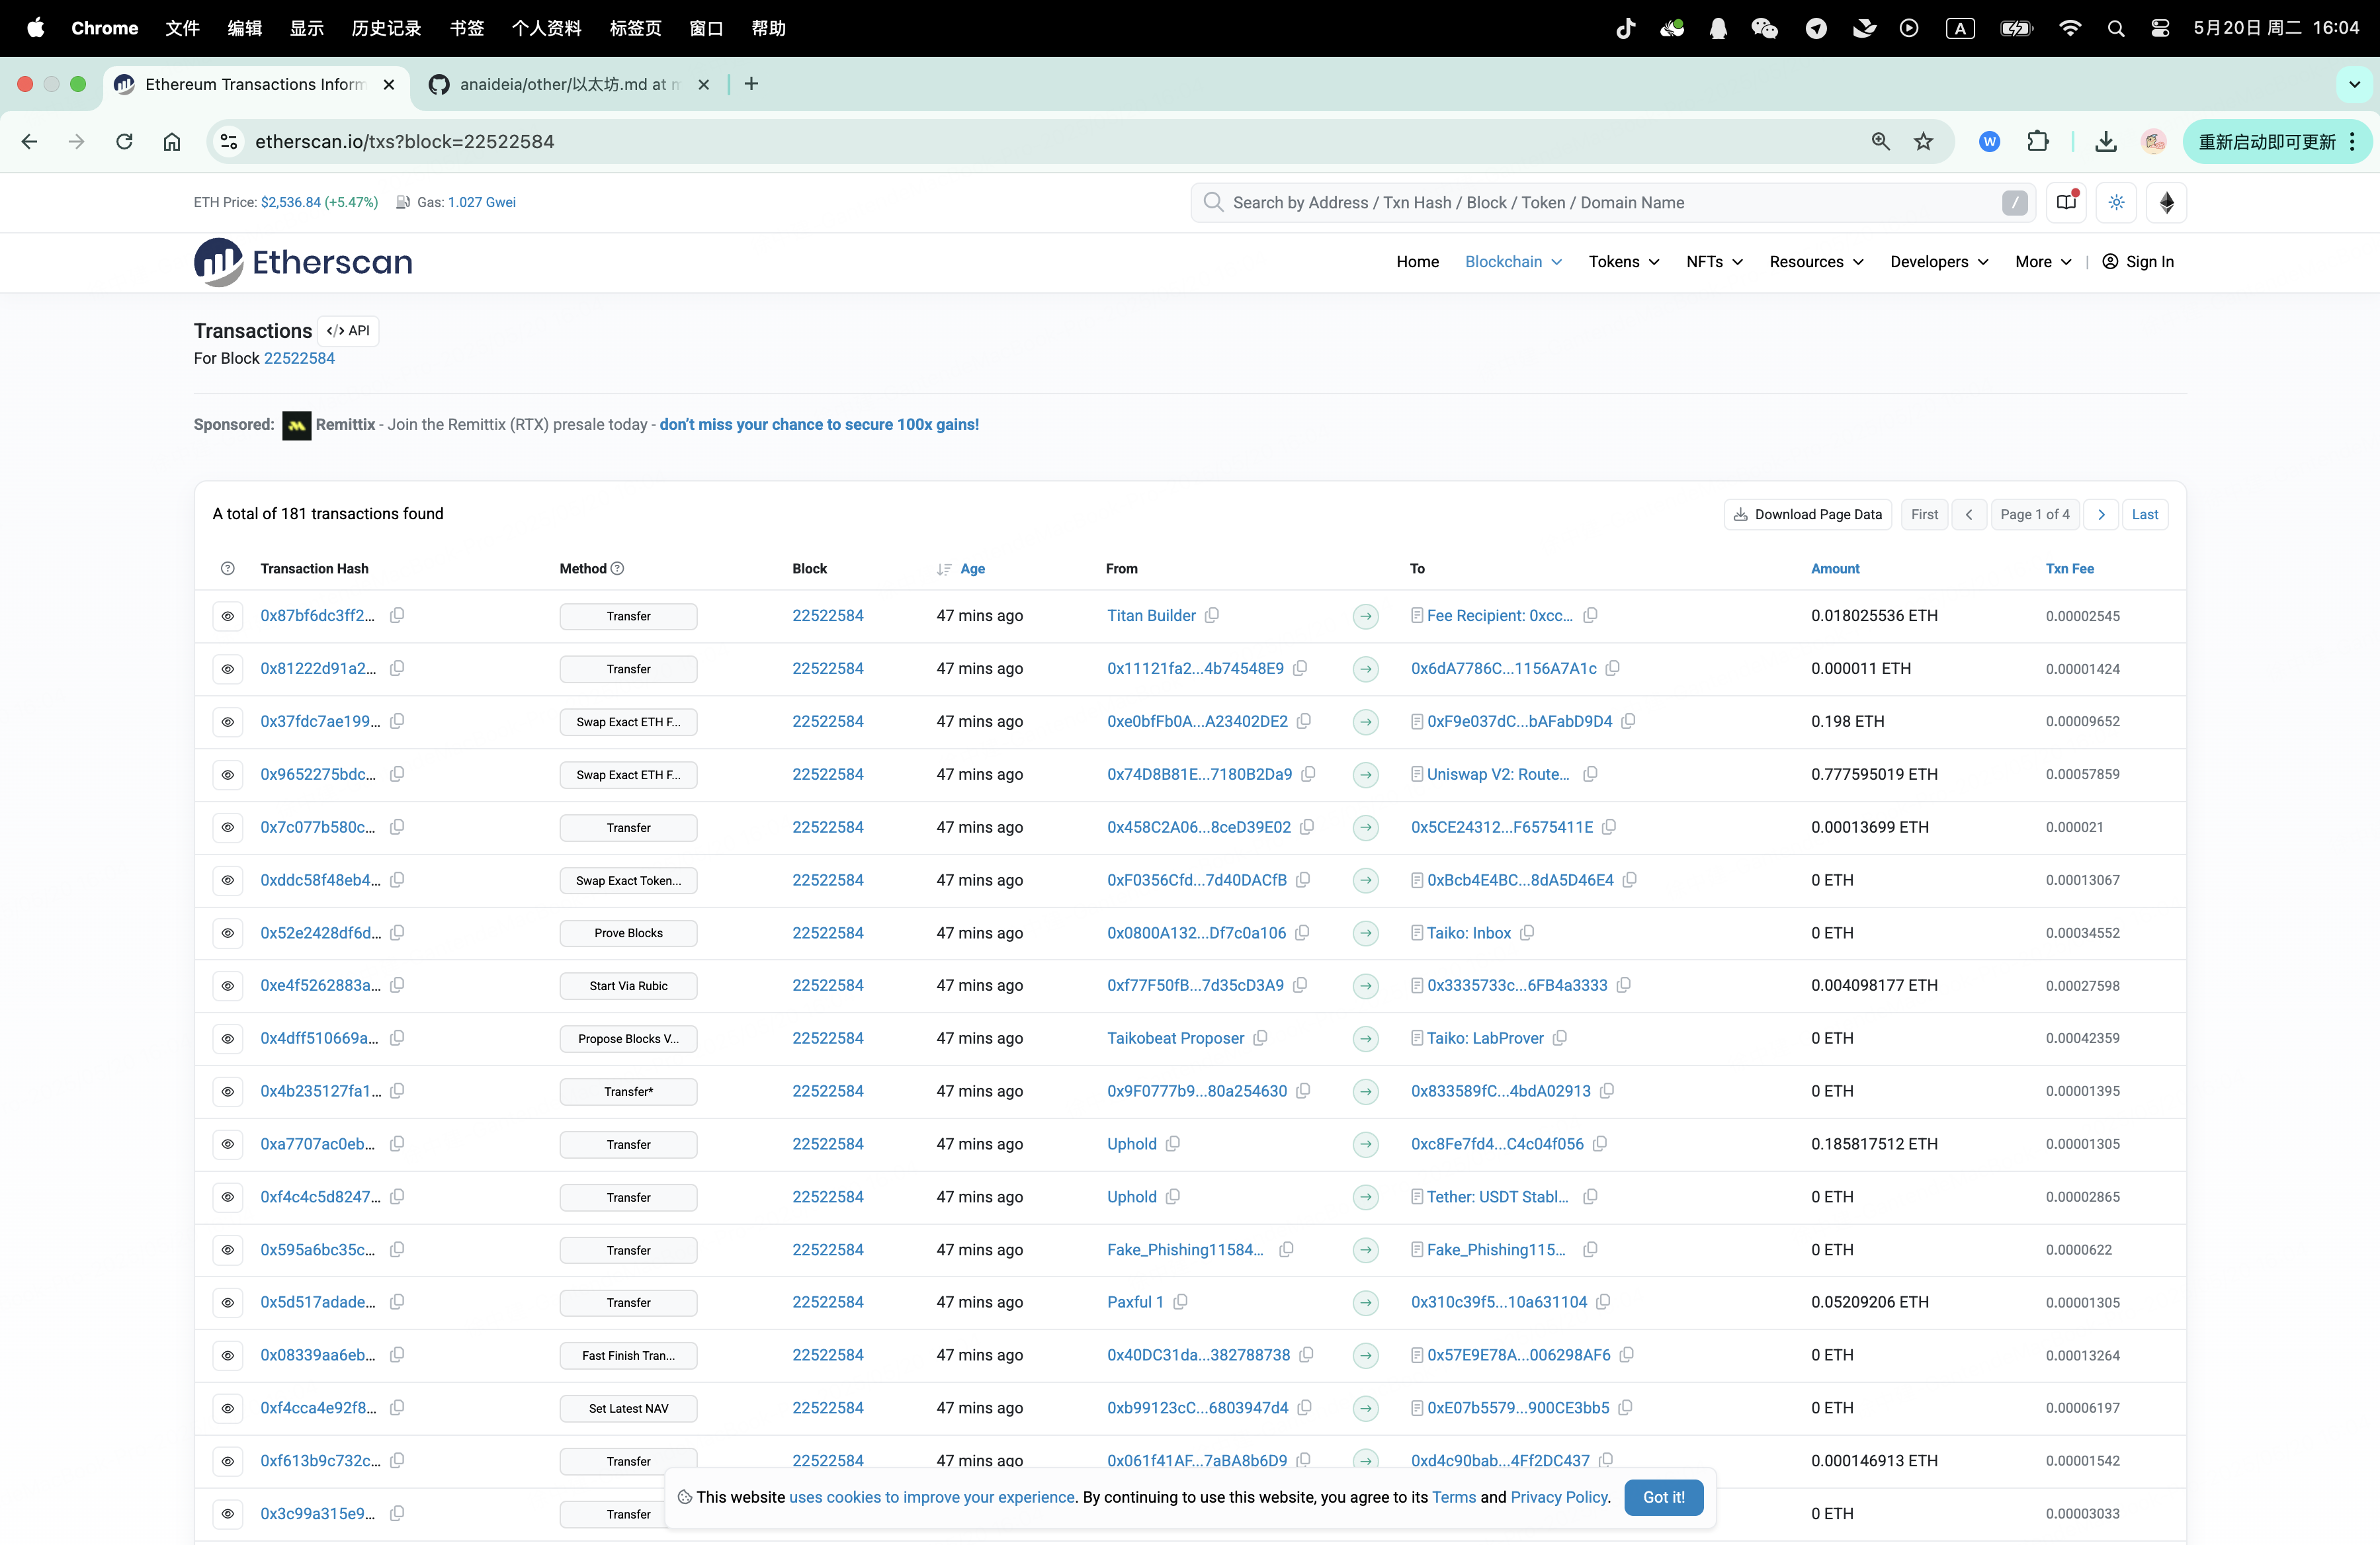 Chrome 文件 编辑 显示 历史记录 书签 个人资料 标签页 窗口 帮助 A 5月20日 周二 16:04
Ethereum Transactions Inform anaideia/other/以太坊.md at m
etherscan.io/txs?block=22522584 W 重新启动即可更新
ETH Price: $2,536.84 (+5.47%) Gas: 1.027 Gwei Search by Address / Txn Hash / Block / Token / Domain Name /
Etherscan Home Blockchain Tokens NFTs Resources Developers More | Sign In
Transactions </> API
For Block 22522584
Sponsored: Remittix - Join the Remittix (RTX) presale today - don’t miss your chance to secure 100x gains!
A total of 181 transactions found Download Page Data First Page 1 of 4 Last
Transaction Hash Method Block Age From To Amount Txn Fee
0x87bf6dc3ff2... Transfer 22522584 47 mins ago Titan Builder Fee Recipient: 0xcc... 0.018025536 ETH 0.00002545
0x81222d91a2... Transfer 22522584 47 mins ago 0x11121fa2...4b74548E9 0x6dA7786C...1156A7A1c 0.000011 ETH 0.00001424
0x37fdc7ae199... Swap Exact ETH F... 22522584 47 mins ago 0xe0bfFb0A...A23402DE2 0xF9e037dC...bAFabD9D4 0.198 ETH 0.00009652
0x9652275bdc... Swap Exact ETH F... 22522584 47 mins ago 0x74D8B81E...7180B2Da9 Uniswap V2: Route... 0.777595019 ETH 0.00057859
0x7c077b580c... Transfer 22522584 47 mins ago 0x458C2A06...8ceD39E02 0x5CE24312...F6575411E 0.00013699 ETH 0.000021
0xddc58f48eb4... Swap Exact Token... 22522584 47 mins ago 0xF0356Cfd...7d40DACfB 0xBcb4E4BC...8dA5D46E4 0 ETH 0.00013067
0x52e2428df6d... Prove Blocks 22522584 47 mins ago 0x0800A132...Df7c0a106 Taiko: Inbox 0 ETH 0.00034552
0xe4f5262883a... Start Via Rubic 22522584 47 mins ago 0xf77F50fB...7d35cD3A9 0x3335733c...6FB4a3333 0.004098177 ETH 0.00027598
0x4dff510669a... Propose Blocks V... 22522584 47 mins ago Taikobeat Proposer Taiko: LabProver 0 ETH 0.00042359
0x4b235127fa1... Transfer* 22522584 47 mins ago 0x9F0777b9...80a254630 0x833589fC...4bdA02913 0 ETH 0.00001395
0xa7707ac0eb... Transfer 22522584 47 mins ago Uphold 0xc8Fe7fd4...C4c04f056 0.185817512 ETH 0.00001305
0xf4c4c5d8247... Transfer 22522584 47 mins ago Uphold Tether: USDT Stabl... 0 ETH 0.00002865
0x595a6bc35c... Transfer 22522584 47 mins ago Fake_Phishing11584... Fake_Phishing115... 0 ETH 0.0000622
0x5d517adade... Transfer 22522584 47 mins ago Paxful 1 0x310c39f5...10a631104 0.05209206 ETH 0.00001305
0x08339aa6eb... Fast Finish Tran... 22522584 47 mins ago 0x40DC31da...382788738 0x57E9E78A...006298AF6 0 ETH 0.00013264
0xf4cca4e92f8... Set Latest NAV 22522584 47 mins ago 0xb99123cC...6803947d4 0xE07b5579...900CE3bb5 0 ETH 0.00006197
0xf613b9c732c... Transfer 22522584 47 mins ago 0x061f41AF...7aBA8b6D9 0xd4c90bab...4Ff2DC437 0.000146913 ETH 0.00001542
This website uses cookies to improve your experience. By continuing to use this website, you agree to its Terms and Privacy Policy. Got it!
0x3c99a315e9... Transfer 0 ETH 0.00003033